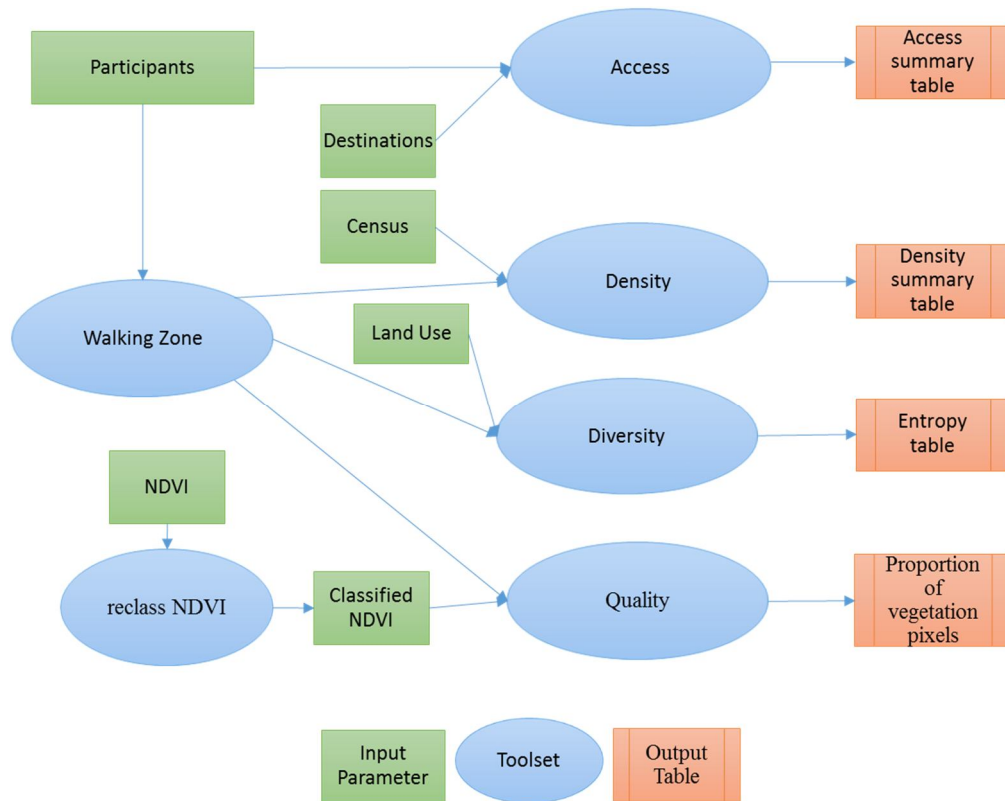 Participants
Access
Access
summary
table
Destinations
Census
Density
Density
summary
table
Walking Zone
Land Use
Diversity
Entropy
table
NDVI
reclass NDVI
Classified
NDVI
Quality
Proportion
of
vegetation
pixels
Input
Parameter
Toolset
Output
Table